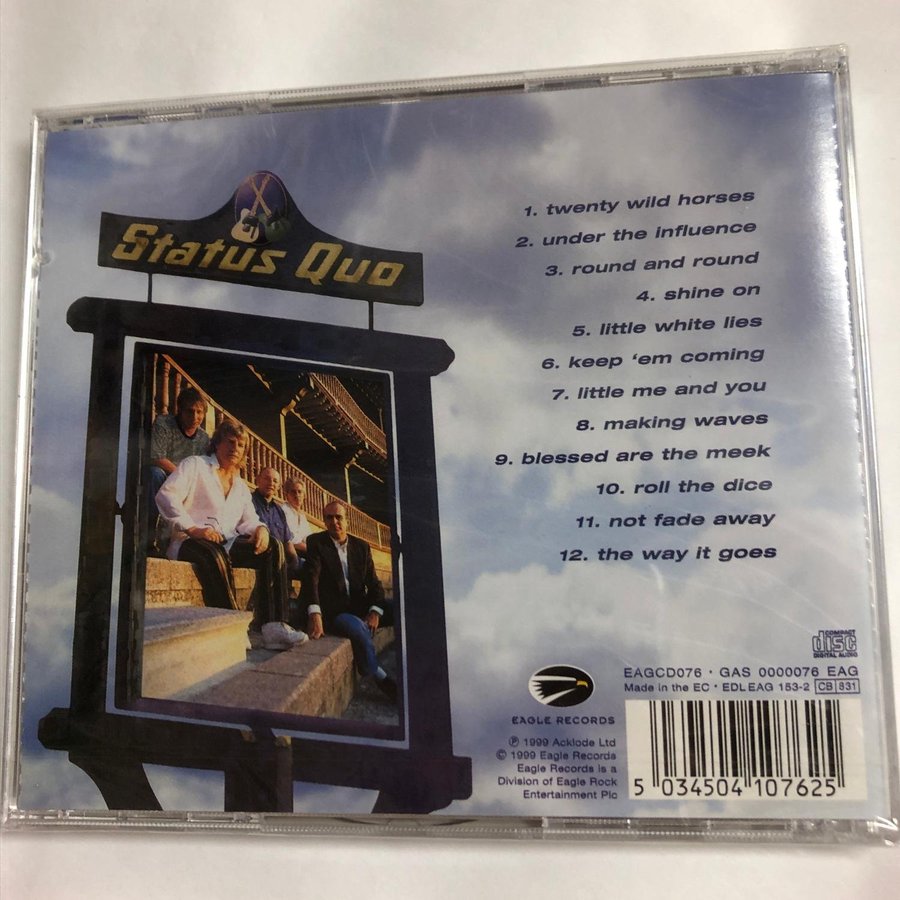 Status Quo
1. twenty wild horses
2. under the influence
3. round and round
4. shine on
5. little white lies
6. keep 'em coming
7. little me and you
8. making waves
9. blessed are the meek
10. roll the dice
11. not fade away
12. the way it goes
COMPACT
disc
DIGITAL AUDIO
EAGCD076 · GAS 0000076 EAG
Made in the EC · EDL EAG 153-2 CB 831
EAGLE RECORDS
℗ 1999 Acklode Ltd
© 1999 Eagle Records
Eagle Records is a
Division of Eagle Rock
Entertainment Plc
5 034504 107625